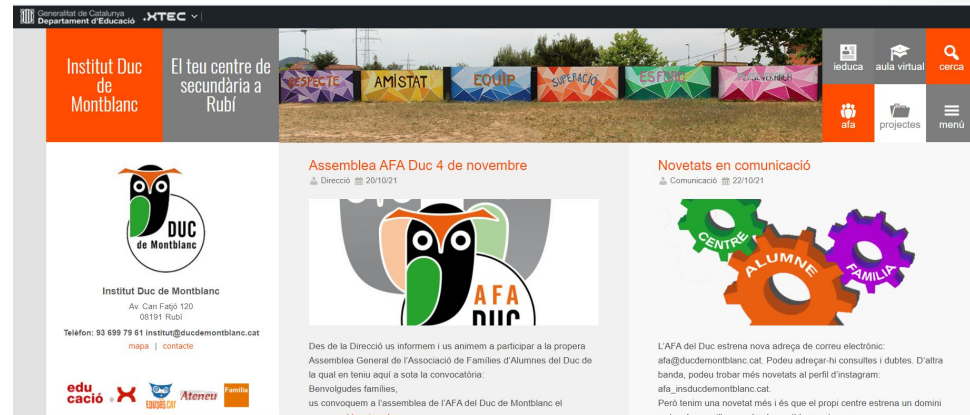 Generalitat de Catalunya
Departament d'Educació
XTEC
Institut Duc
de
Montblanc
El teu centre de
secundària a
Rubí
RESPECTE
AMISTAT
EQUIP
SUPERACIÓ
ESFORÇ
ieduca
aula virtual
cerca
afa
projectes
menú
DUC
de Montblanc
Institut Duc de Montblanc
Av. Can Fatjó 120
08191 Rubí
Telèfon: 93 699 79 61 institut@ducdemontblanc.cat
mapa | contacte
edu
cació
EDU365.CAT
Ateneu
Família
Assemblea AFA Duc 4 de novembre
Direcció 20/10/21
AFA
DUC
Des de la Direcció us informem i us animem a participar a la propera
Assemblea General de l'Associació de Famílies d'Alumnes del Duc de
la qual en teniu aquí a sota la convocatòria:
Benvolgudes famílies,
us convoquem a l'assemblea de l'AFA del Duc de Montblanc el
Novetats en comunicació
Comunicació 22/10/21
CENTRE
ALUMNE
FAMILIA
L'AFA del Duc estrena nova adreça de correu electrònic:
afa@ducdemontblanc.cat. Podeu adreçar-hi consultes i dubtes. D'altra
banda, podeu trobar més novetats al perfil d'instagram:
afa_insducdemontblanc.cat.
Però tenim una novetat més i és que el propi centre estrena un domini